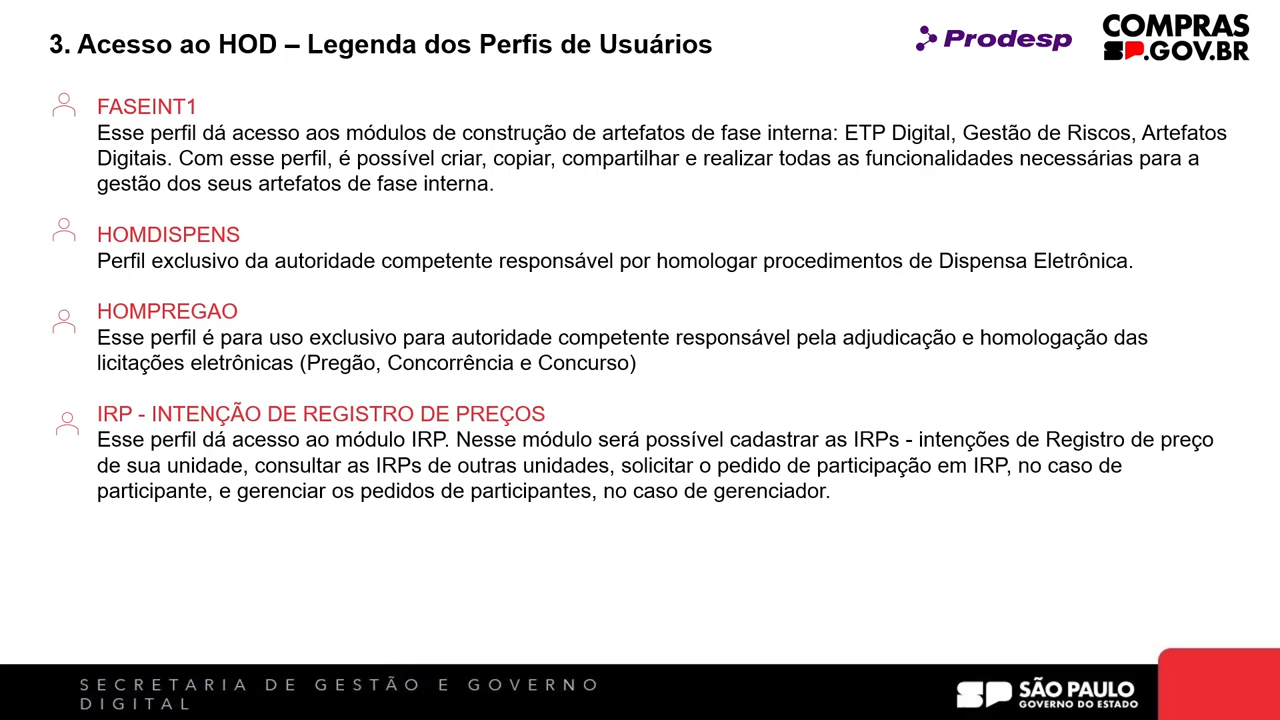 3. Acesso ao HOD – Legenda dos Perfis de Usuários
Prodesp
COMPRAS
SP.GOV.BR
FASEINT1
Esse perfil dá acesso aos módulos de construção de artefatos de fase interna: ETP Digital, Gestão de Riscos, Artefatos
Digitais. Com esse perfil, é possível criar, copiar, compartilhar e realizar todas as funcionalidades necessárias para a
gestão dos seus artefatos de fase interna.
HOMDISPENS
Perfil exclusivo da autoridade competente responsável por homologar procedimentos de Dispensa Eletrônica.
HOMPREGAO
Esse perfil é para uso exclusivo para autoridade competente responsável pela adjudicação e homologação das
licitações eletrônicas (Pregão, Concorrência e Concurso)
IRP - INTENÇÃO DE REGISTRO DE PREÇOS
Esse perfil dá acesso ao módulo IRP. Nesse módulo será possível cadastrar as IRPs - intenções de Registro de preço
de sua unidade, consultar as IRPs de outras unidades, solicitar o pedido de participação em IRP, no caso de
participante, e gerenciar os pedidos de participantes, no caso de gerenciador.
SECRETARIA DE GESTÃO E GOVERNO
DIGITAL
SP SÃO PAULO
GOVERNO DO ESTADO